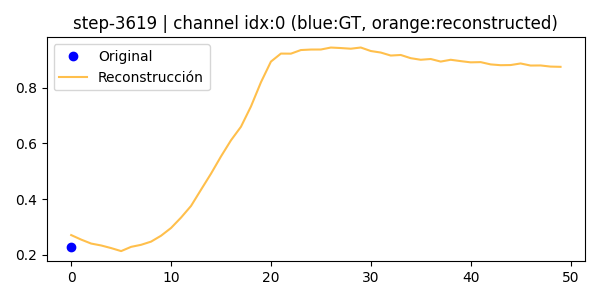 step-3619 | channel idx:0 (blue:GT, orange:reconstructed)
Original
Reconstrucción
0.8
0.6
0.4
0.2
0 10 20 30 40 50